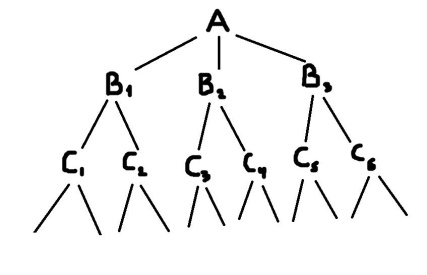 A
B₁ B₂ B₃
C₁ C₂ C₃ C₄ C₅ C₆